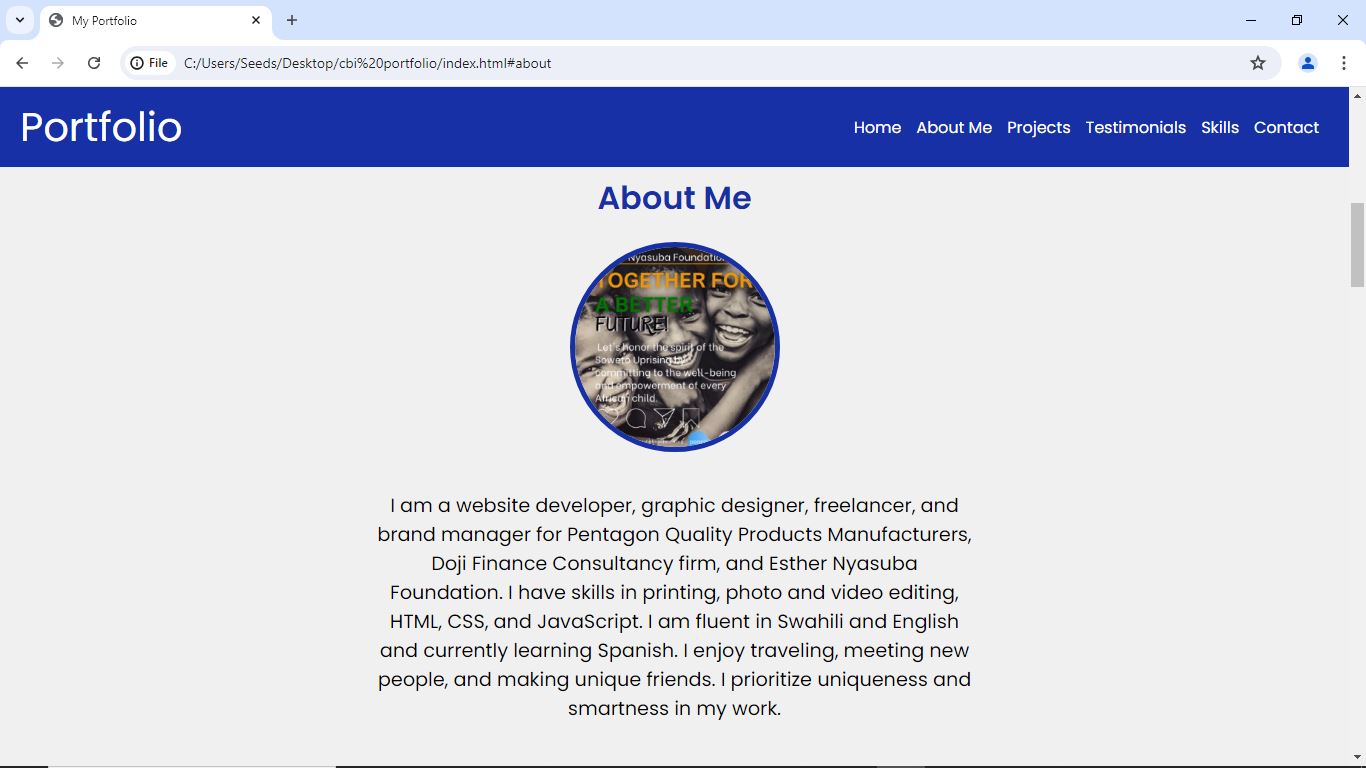 My Portfolio
File
C:/Users/Seeds/Desktop/cbi%20portfolio/index.html#about
Portfolio
Home About Me Projects Testimonials Skills Contact
About Me
Nyasuba Foundation
TOGETHER FOR
A BETTER
FUTURE!
Let's honor the spirit of the
Soweto Uprising by
committing to the well-being
and empowerment of every
African child.
I am a website developer, graphic designer, freelancer, and
brand manager for Pentagon Quality Products Manufacturers,
Doji Finance Consultancy firm, and Esther Nyasuba
Foundation. I have skills in printing, photo and video editing,
HTML, CSS, and JavaScript. I am fluent in Swahili and English
and currently learning Spanish. I enjoy traveling, meeting new
people, and making unique friends. I prioritize uniqueness and
smartness in my work.